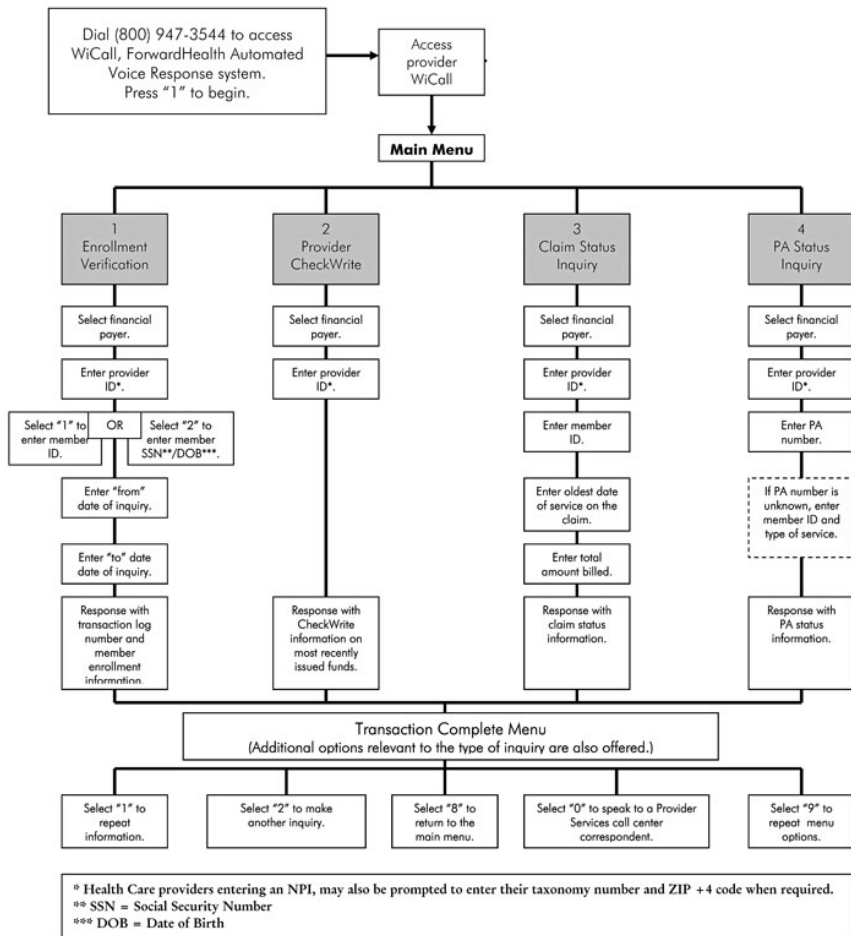 Dial (800) 947-3544 to access
WiCall, ForwardHealth Automated
Voice Response system.
Press "1" to begin.
Access
provider
WiCall
Main Menu
1
Enrollment
Verification
2
Provider
CheckWrite
3
Claim Status
Inquiry
4
PA Status
Inquiry
Select financial
payer.
Select financial
payer.
Select financial
payer.
Select financial
payer.
Enter provider
ID*.
Enter provider
ID*.
Enter provider
ID*.
Enter provider
ID*.
Select "1" to
enter member
ID.
OR
Select "2" to
enter member
SSN**/DOB***.
Enter member
ID.
Enter PA
number.
Enter "from"
date of inquiry.
Enter oldest date
of service on the
claim.
If PA number is
unknown, enter
member ID and
type of service.
Enter "to" date
date of inquiry.
Enter total
amount billed.
Response with
transaction log
number and
member
enrollment
information.
Response with
CheckWrite
information on
most recently
issued funds.
Response with
claim status
information.
Response with
PA status
information.
Transaction Complete Menu
(Additional options relevant to the type of inquiry are also offered.)
Select "1" to
repeat
information.
Select "2" to make
another inquiry.
Select "8" to
return to the
main menu.
Select "0" to speak to a Provider
Services call center
correspondent.
Select "9" to
repeat menu
options.
* Health Care providers entering an NPI, may also be prompted to enter their taxonomy number and ZIP +4 code when required.
** SSN = Social Security Number
*** DOB = Date of Birth